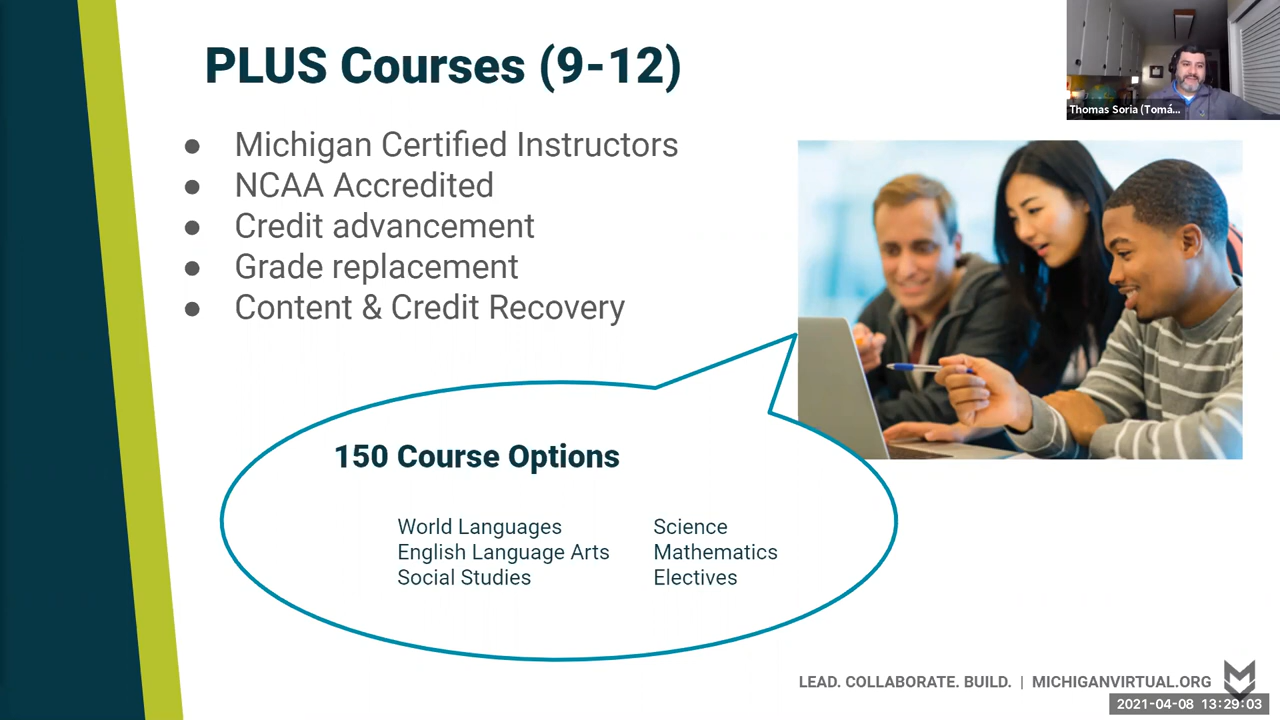 PLUS Courses (9-12)
● Michigan Certified Instructors
● NCAA Accredited
● Credit advancement
● Grade replacement
● Content & Credit Recovery
Thomas Soria (Tomá...
150 Course Options
World Languages
English Language Arts
Social Studies
Science
Mathematics
Electives
LEAD. COLLABORATE. BUILD. | MICHIGANVIRTUAL.ORG
2021-04-08 13:29:03